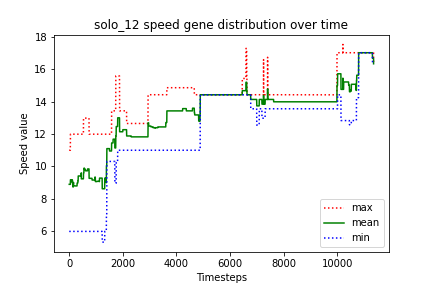 solo_12 speed gene distribution over time
18
16
14
12
10
8
6
Speed value
0
2000
4000
6000
8000
10000
Timesteps
max
mean
min